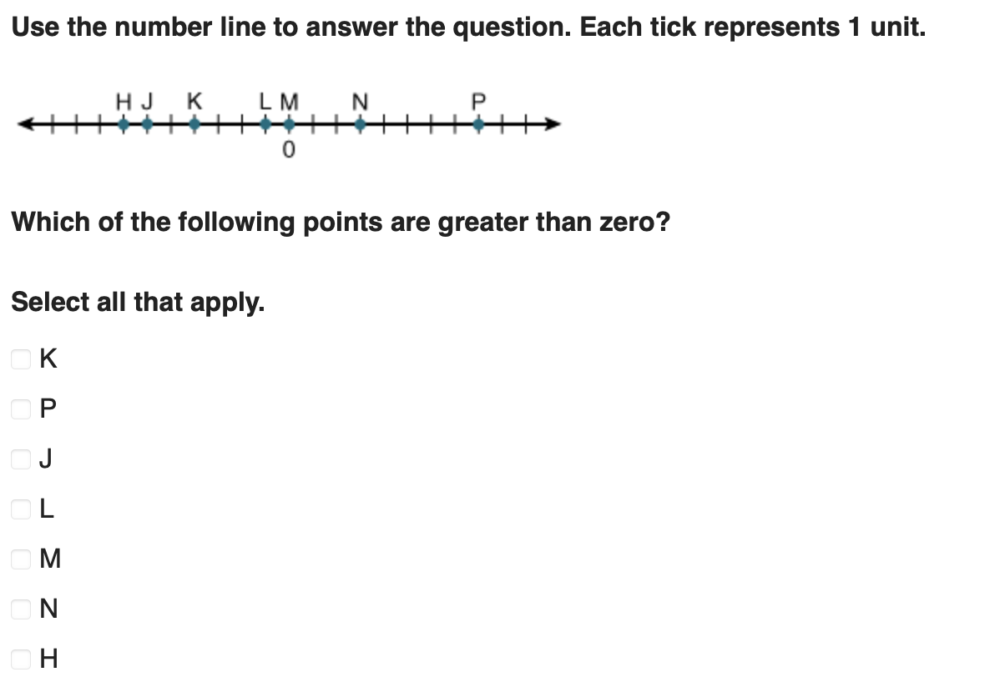 Use the number line to answer the question. Each tick represents 1 unit.
H J K L M N P
0
Which of the following points are greater than zero?
Select all that apply.
K
P
J
L
M
N
H